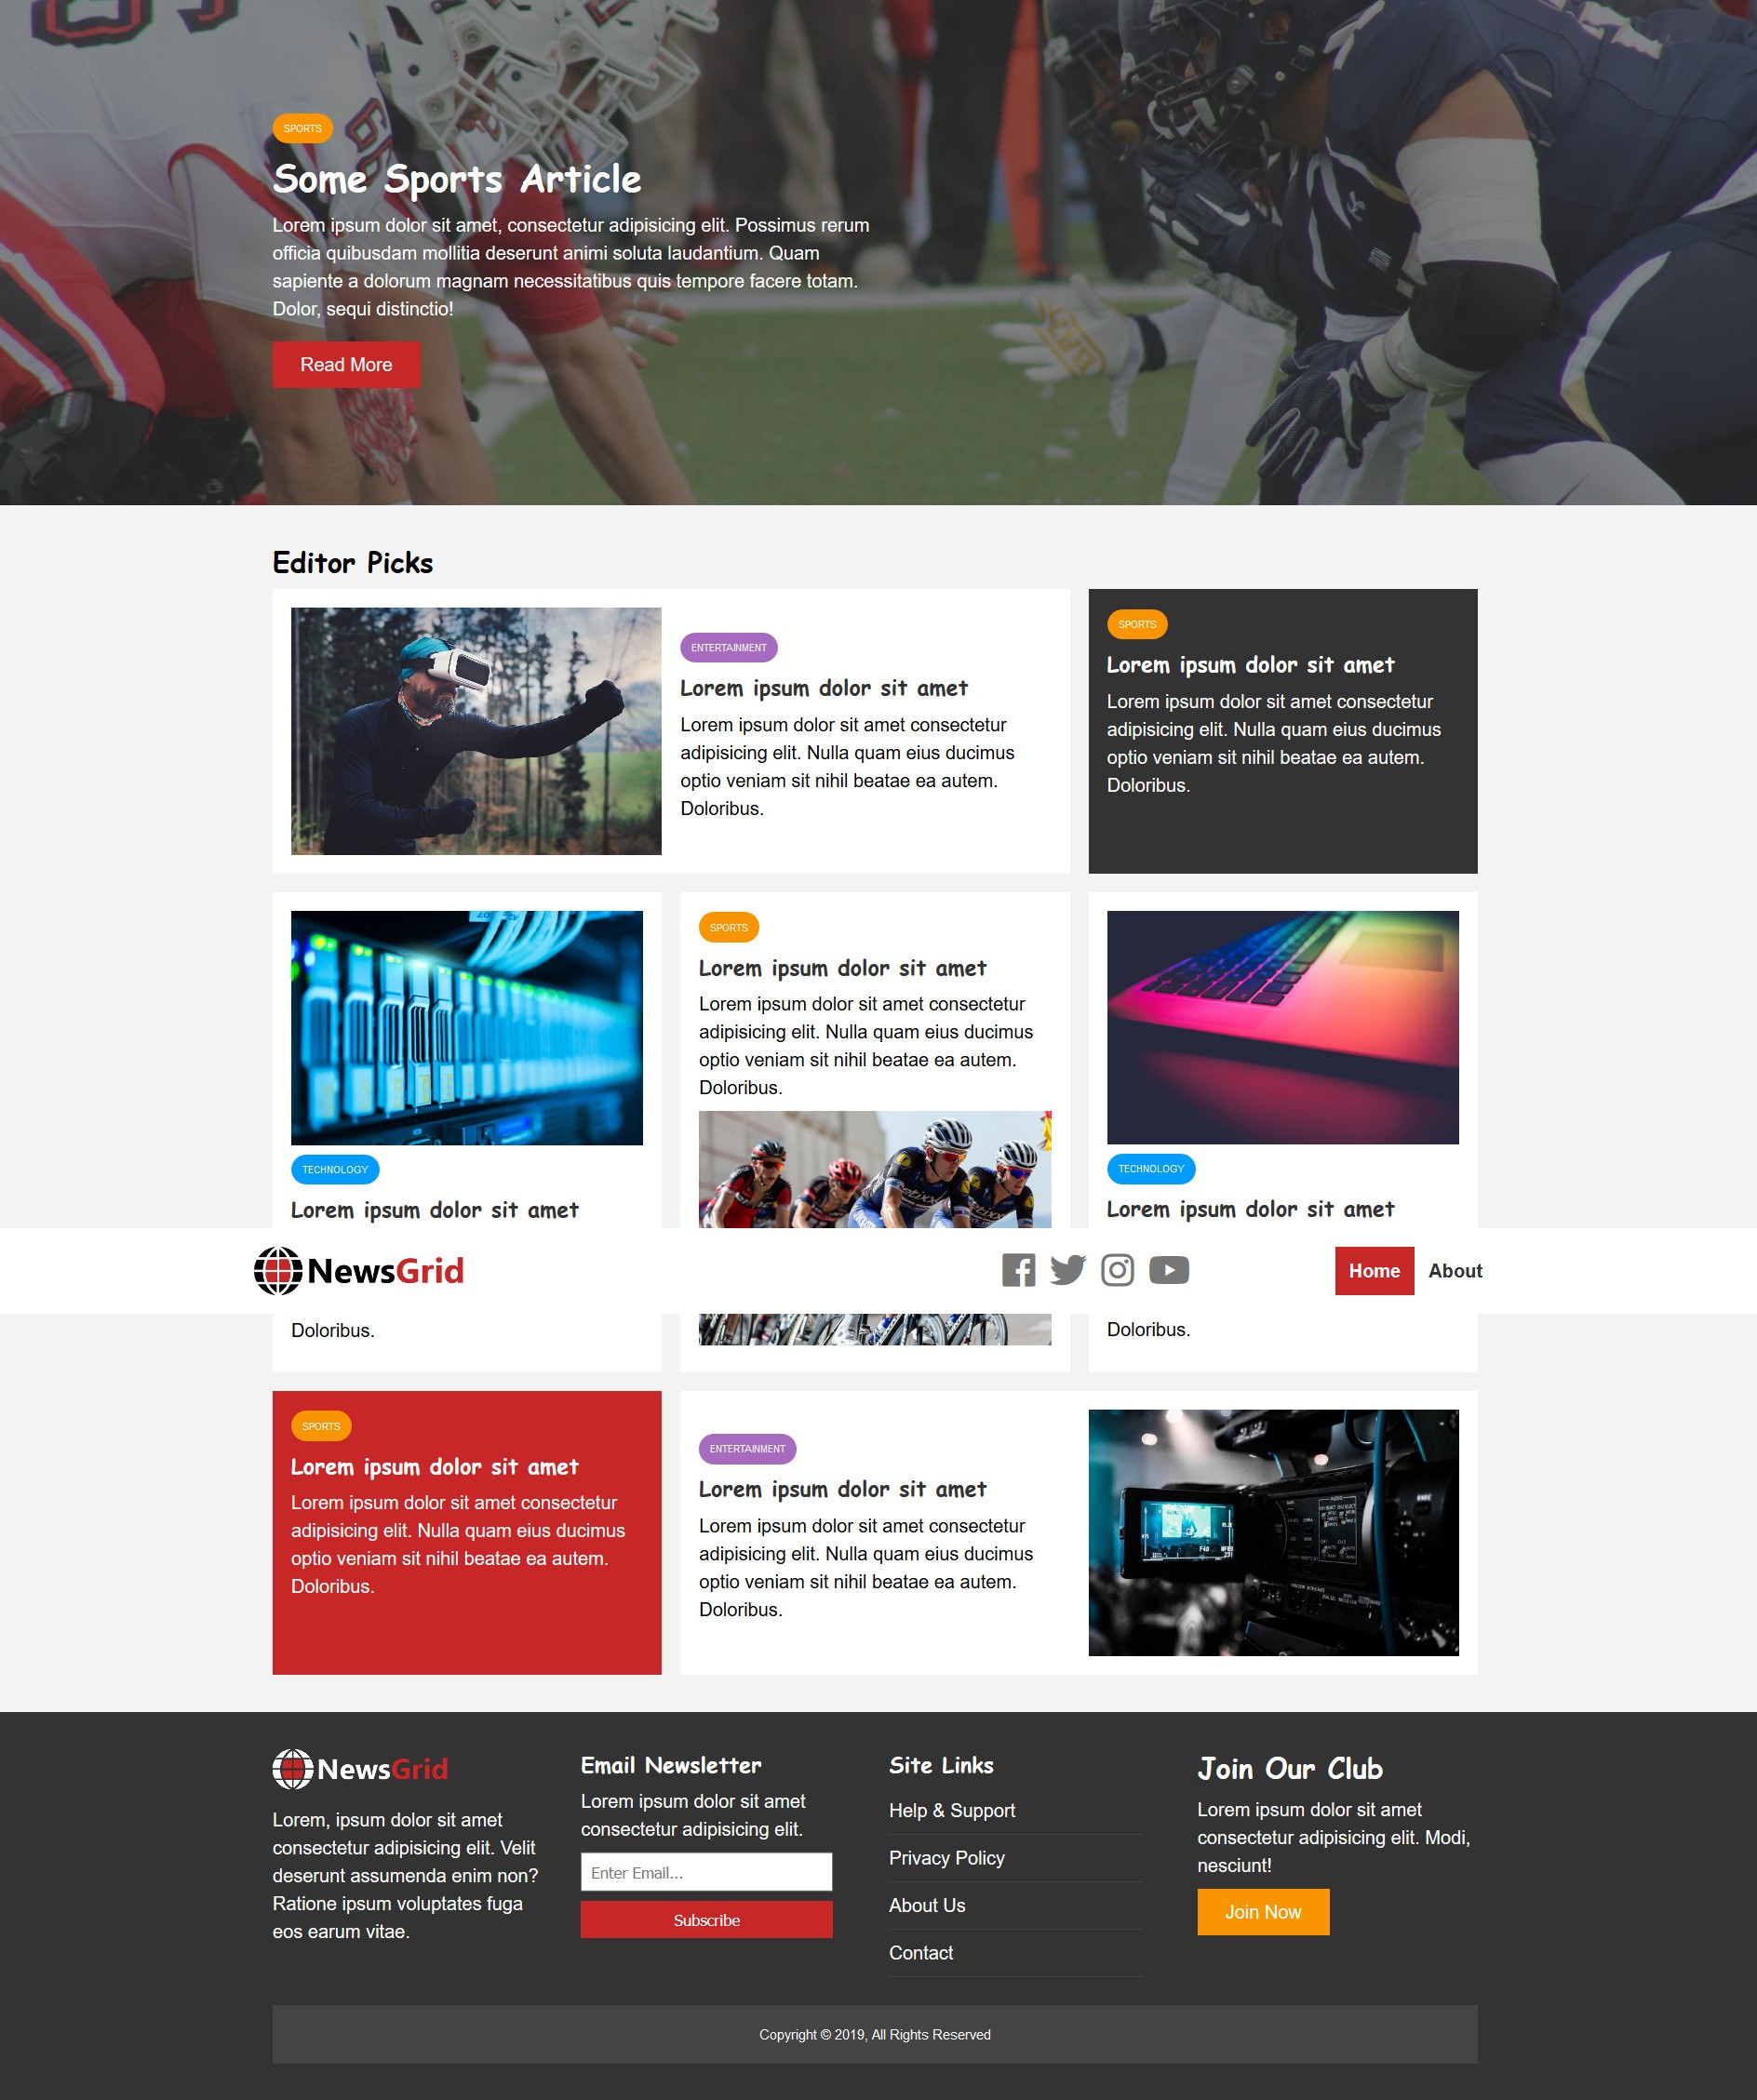 SPORTS
Some Sports Article
Lorem ipsum dolor sit amet, consectetur adipisicing elit. Possimus rerum
officia quibusdam mollitia deserunt animi soluta laudantium. Quam
sapiente a dolorum magnam necessitatibus quis tempore facere totam.
Dolor, sequi distinctio!
Read More
Editor Picks
ENTERTAINMENT
Lorem ipsum dolor sit amet
Lorem ipsum dolor sit amet consectetur
adipisicing elit. Nulla quam eius ducimus
optio veniam sit nihil beatae ea autem.
Doloribus.
SPORTS
Lorem ipsum dolor sit amet
Lorem ipsum dolor sit amet consectetur
adipisicing elit. Nulla quam eius ducimus
optio veniam sit nihil beatae ea autem.
Doloribus.
TECHNOLOGY
Lorem ipsum dolor sit amet
SPORTS
Lorem ipsum dolor sit amet
Lorem ipsum dolor sit amet consectetur
adipisicing elit. Nulla quam eius ducimus
optio veniam sit nihil beatae ea autem.
Doloribus.
TECHNOLOGY
Lorem ipsum dolor sit amet
NewsGrid
Home
About
Doloribus.
Doloribus.
SPORTS
Lorem ipsum dolor sit amet
Lorem ipsum dolor sit amet consectetur
adipisicing elit. Nulla quam eius ducimus
optio veniam sit nihil beatae ea autem.
Doloribus.
ENTERTAINMENT
Lorem ipsum dolor sit amet
Lorem ipsum dolor sit amet consectetur
adipisicing elit. Nulla quam eius ducimus
optio veniam sit nihil beatae ea autem.
Doloribus.
NewsGrid
Lorem, ipsum dolor sit amet
consectetur adipisicing elit. Velit
deserunt assumenda enim non?
Ratione ipsum voluptates fuga
eos earum vitae.
Email Newsletter
Lorem ipsum dolor sit amet
consectetur adipisicing elit.
Enter Email...
Subscribe
Site Links
Help & Support
Privacy Policy
About Us
Contact
Join Our Club
Lorem ipsum dolor sit amet
consectetur adipisicing elit. Modi,
nesciunt!
Join Now
Copyright © 2019, All Rights Reserved